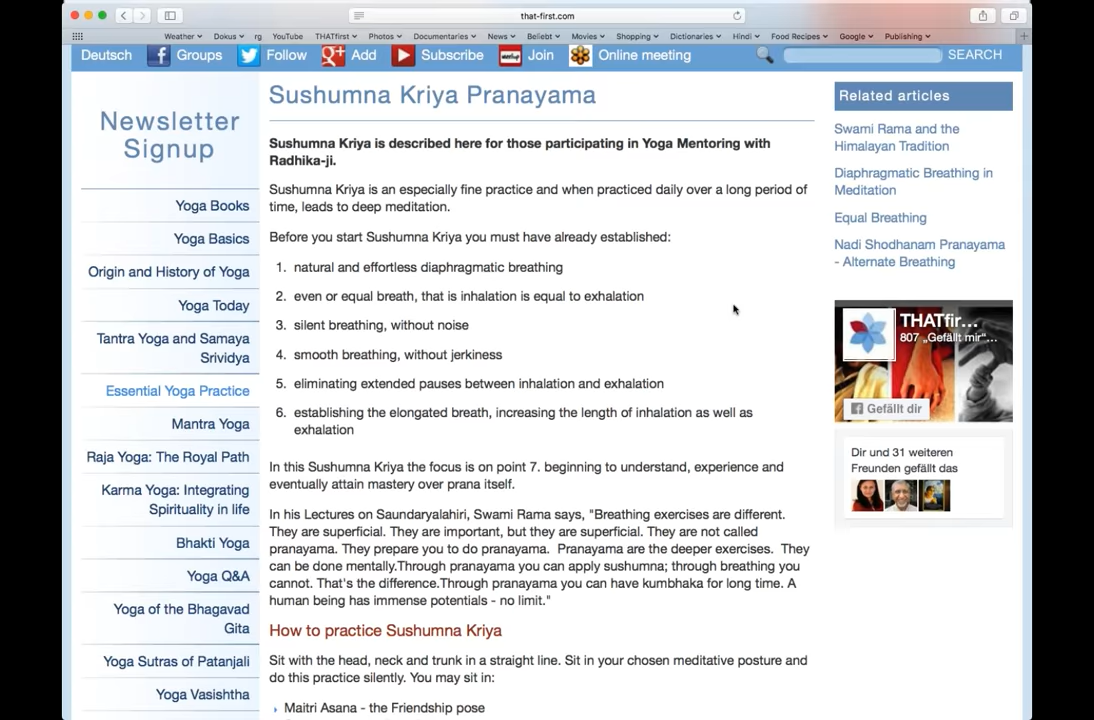 that-first.com
Weather Dokus rg YouTube THATfirst Photos Documentaries News Beliebt Movies Shopping Dictionaries Hindi Food Recipes Google Publishing
Deutsch Groups Follow Add Subscribe Join Online meeting SEARCH
Newsletter
Signup
Yoga Books
Yoga Basics
Origin and History of Yoga
Yoga Today
Tantra Yoga and Samaya
Srividya
Essential Yoga Practice
Mantra Yoga
Raja Yoga: The Royal Path
Karma Yoga: Integrating
Spirituality in life
Bhakti Yoga
Yoga Q&A
Yoga of the Bhagavad
Gita
Yoga Sutras of Patanjali
Yoga Vasishtha
Sushumna Kriya Pranayama
Sushumna Kriya is described here for those participating in Yoga Mentoring with
Radhika-ji.
Sushumna Kriya is an especially fine practice and when practiced daily over a long period of
time, leads to deep meditation.
Before you start Sushumna Kriya you must have already established:
1. natural and effortless diaphragmatic breathing
2. even or equal breath, that is inhalation is equal to exhalation
3. silent breathing, without noise
4. smooth breathing, without jerkiness
5. eliminating extended pauses between inhalation and exhalation
6. establishing the elongated breath, increasing the length of inhalation as well as
exhalation
In this Sushumna Kriya the focus is on point 7. beginning to understand, experience and
eventually attain mastery over prana itself.
In his Lectures on Saundaryalahiri, Swami Rama says, "Breathing exercises are different.
They are superficial. They are important, but they are superficial. They are not called
pranayama. They prepare you to do pranayama.  Pranayama are the deeper exercises.  They
can be done mentally.Through pranayama you can apply sushumna; through breathing you
cannot. That's the difference.Through pranayama you can have kumbhaka for long time. A
human being has immense potentials - no limit."
How to practice Sushumna Kriya
Sit with the head, neck and trunk in a straight line. Sit in your chosen meditative posture and
do this practice silently. You may sit in:
Maitri Asana - the Friendship pose
Related articles
Swami Rama and the
Himalayan Tradition
Diaphragmatic Breathing in
Meditation
Equal Breathing
Nadi Shodhanam Pranayama
- Alternate Breathing
THATfir...
807 „Gefällt mir"...
Gefällt dir
Dir und 31 weiteren
Freunden gefällt das